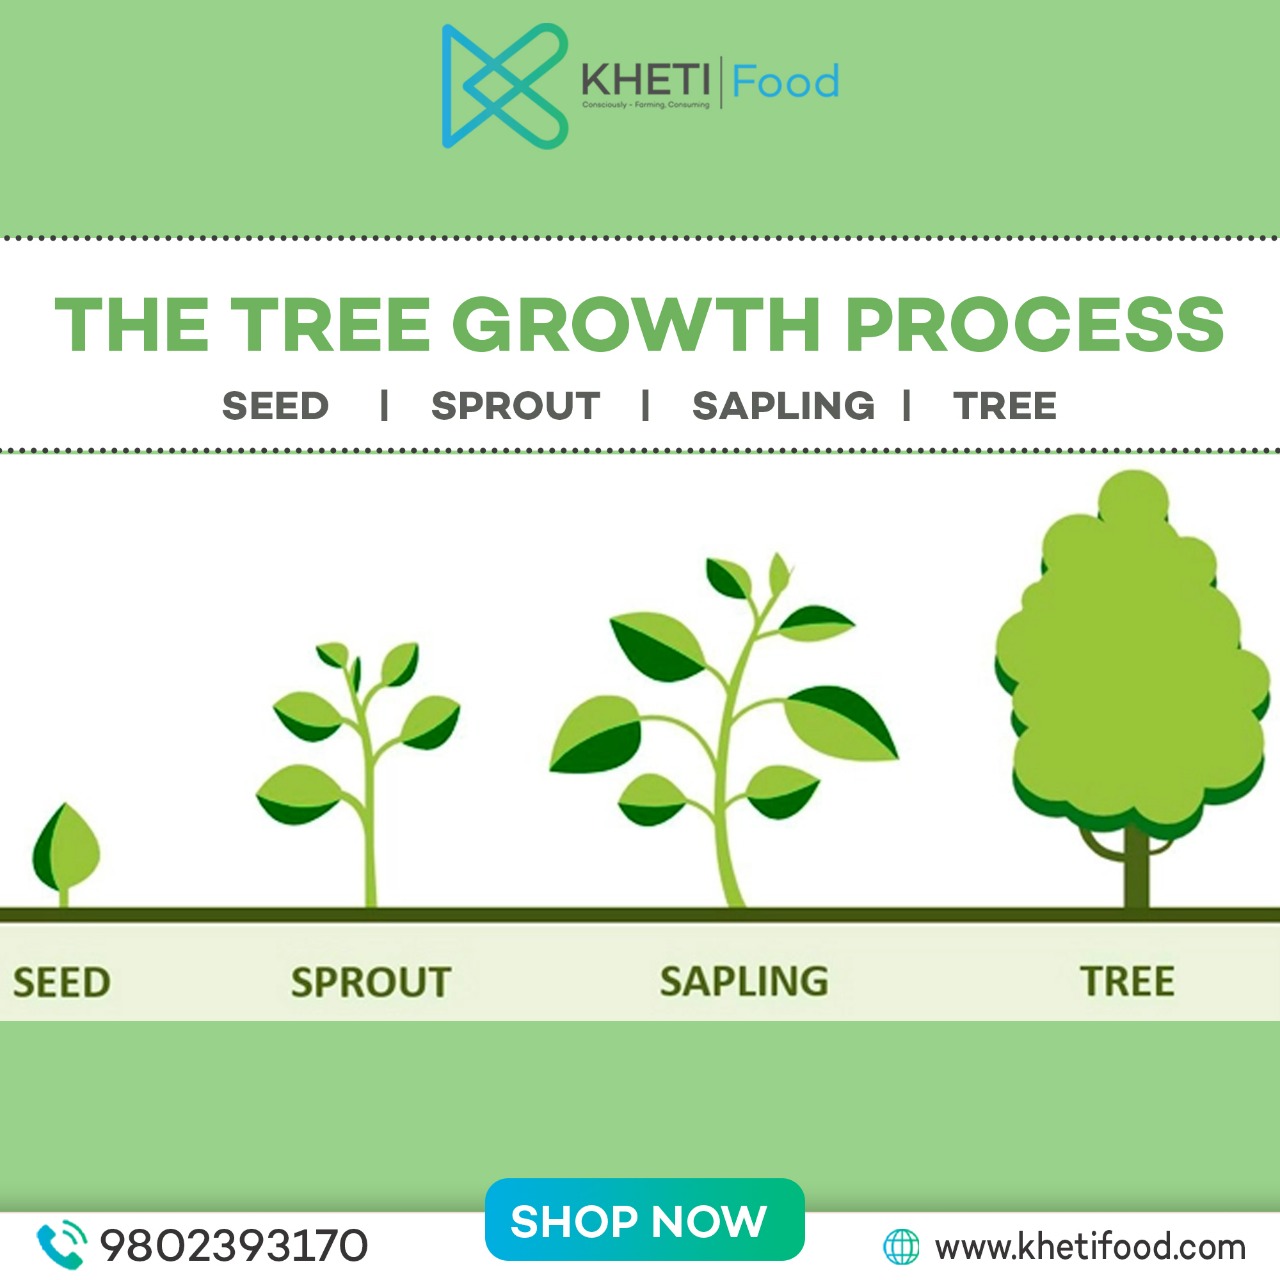 KHETI | Food
Consciously - Farming, Consuming
THE TREE GROWTH PROCESS
SEED | SPROUT | SAPLING | TREE
SEED SPROUT SAPLING TREE
SHOP NOW
9802393170 www.khetifood.com